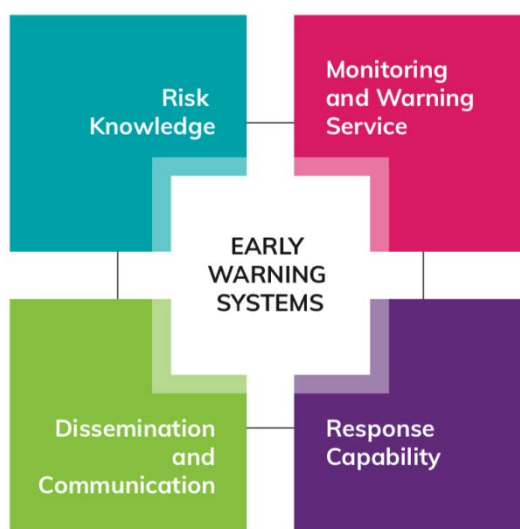 Risk
Knowledge
Monitoring
and Warning
Service
EARLY
WARNING
SYSTEMS
Dissemination
and
Communication
Response
Capability